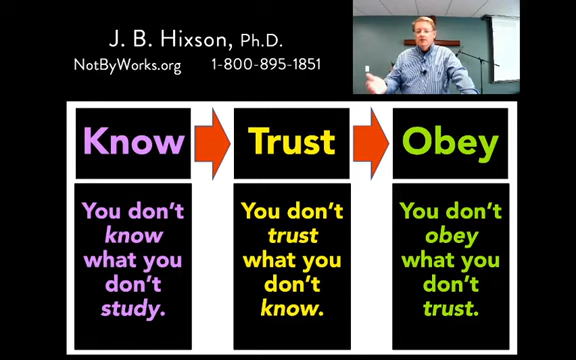 J. B. Hixson, Ph.D.
NotByWorks.org 1-800-895-1851
Know
Trust
Obey
You don't
know
what you
don't
study.
You don't
trust
what you
don't
know.
You don't
obey
what you
don't
trust.